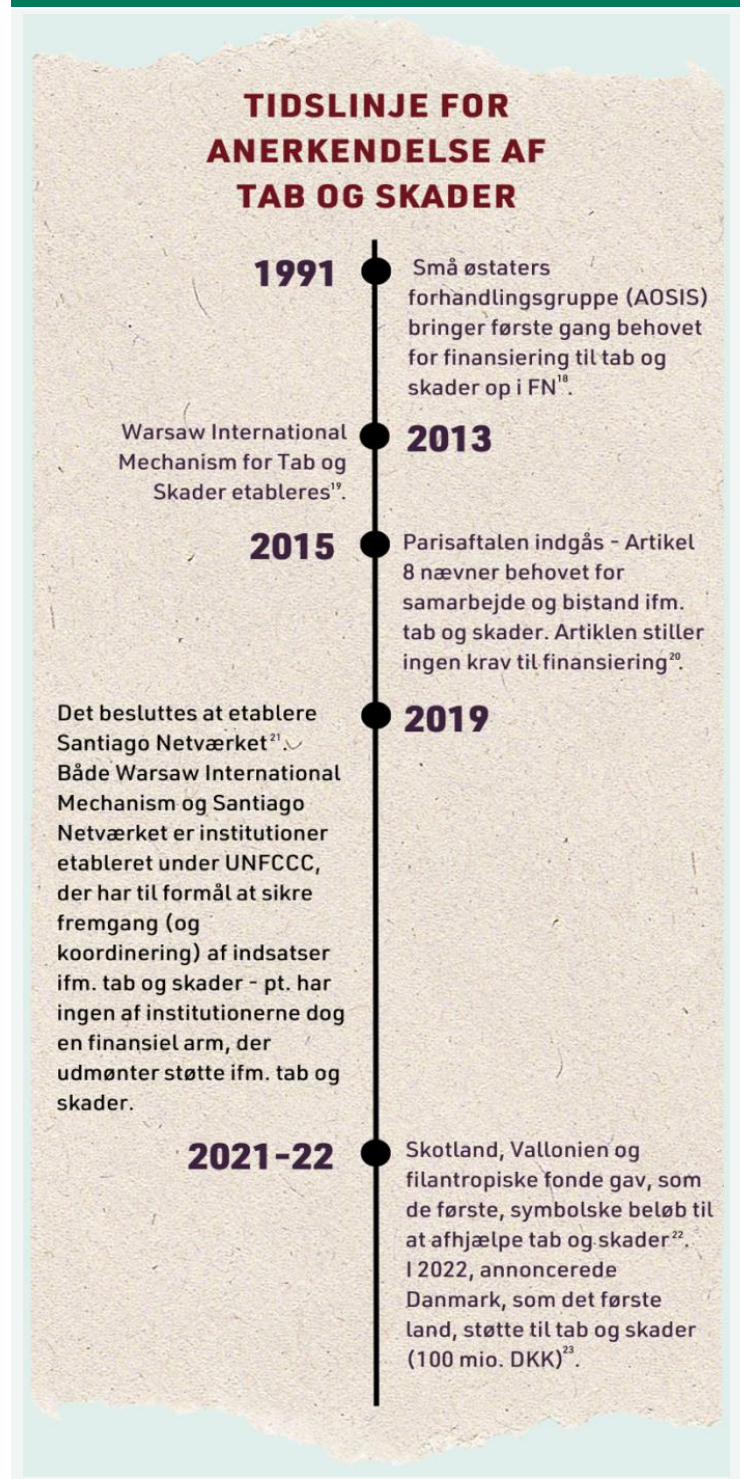 TIDSLINJE FOR
ANERKENDELSE AF
TAB OG SKADER
1991
Små østaters
forhandlingsgruppe (AOSIS)
bringer første gang behovet
for finansiering til tab og
skader op i FN¹⁸.
2013
Warsaw International
Mechanism for Tab og
Skader etableres¹⁹.
2015
Parisaftalen indgås - Artikel
8 nævner behovet for
samarbejde og bistand ifm.
tab og skader. Artiklen stiller
ingen krav til finansiering²⁰.
2019
Det besluttes at etablere
Santiago Netværket²¹.
Både Warsaw International
Mechanism og Santiago
Netværket er institutioner
etableret under UNFCCC,
der har til formål at sikre
fremgang (og
koordinering) af indsatser
ifm. tab og skader - pt. har
ingen af institutionerne dog
en finansiel arm, der
udmønter støtte ifm. tab og
skader.
2021-22
Skotland, Vallonien og
filantropiske fonde gav, som
de første, symbolske beløb til
at afhjælpe tab og skader²².
I 2022, annoncerede
Danmark, som det første
land, støtte til tab og skader
(100 mio. DKK)²³.